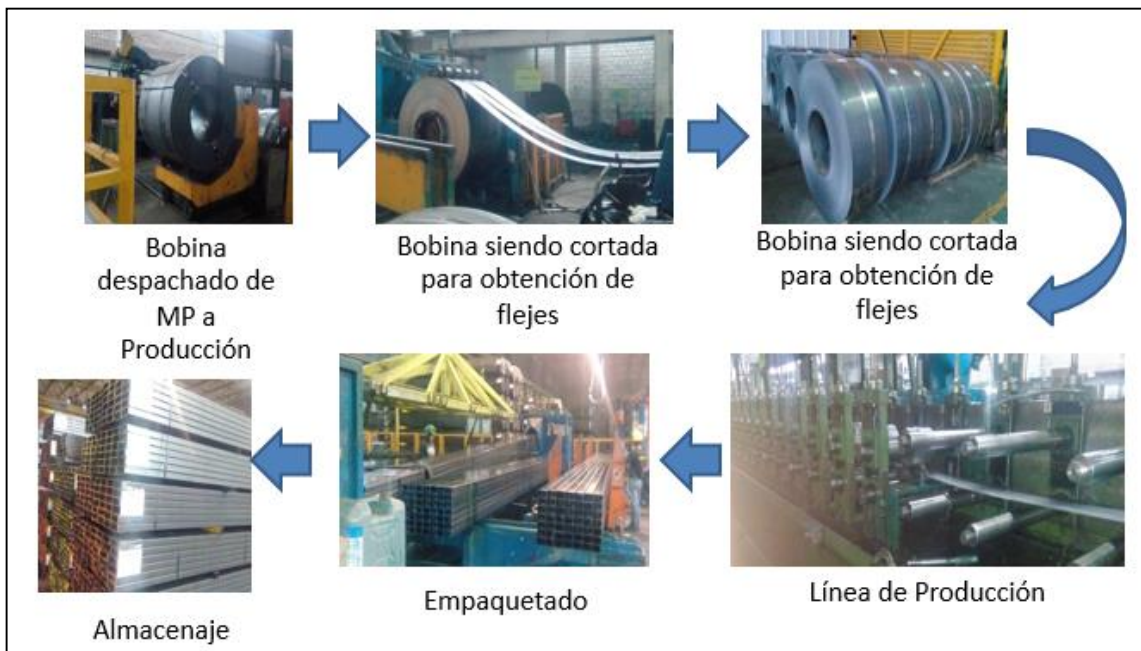 Bobina
despachado de
MP a
Producción
Bobina siendo cortada
para obtención de
flejes
Bobina siendo cortada
para obtención de
flejes
Línea de Producción
Empaquetado
Almacenaje